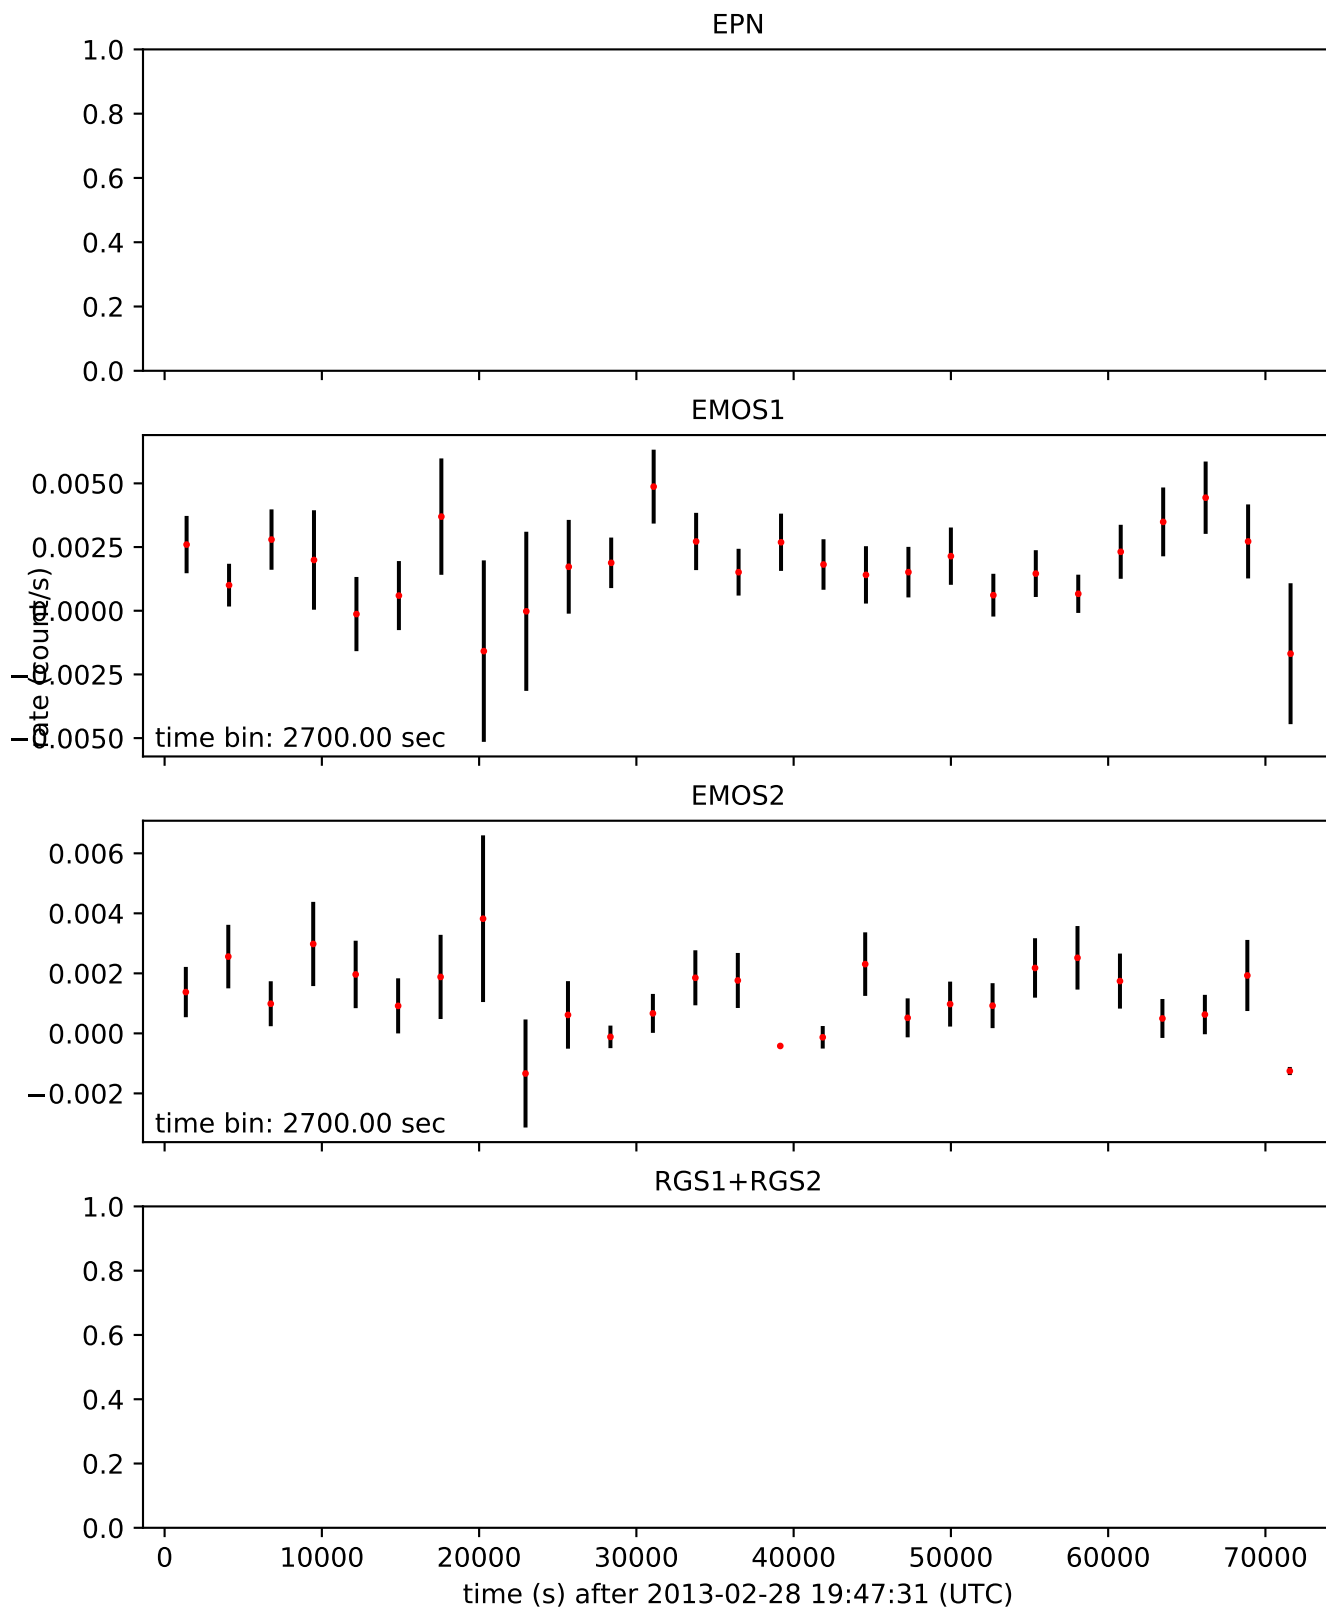 EPN
1.0
0.8
0.6
0.4
0.2
0.0
EMOS1
0.0050
0.0025
0.0000
−0.0025
−0.0050
rate (count/s)
time bin: 2700.00 sec
EMOS2
0.006
0.004
0.002
0.000
−0.002
time bin: 2700.00 sec
RGS1+RGS2
1.0
0.8
0.6
0.4
0.2
0.0
0 10000 20000 30000 40000 50000 60000 70000
time (s) after 2013-02-28 19:47:31 (UTC)